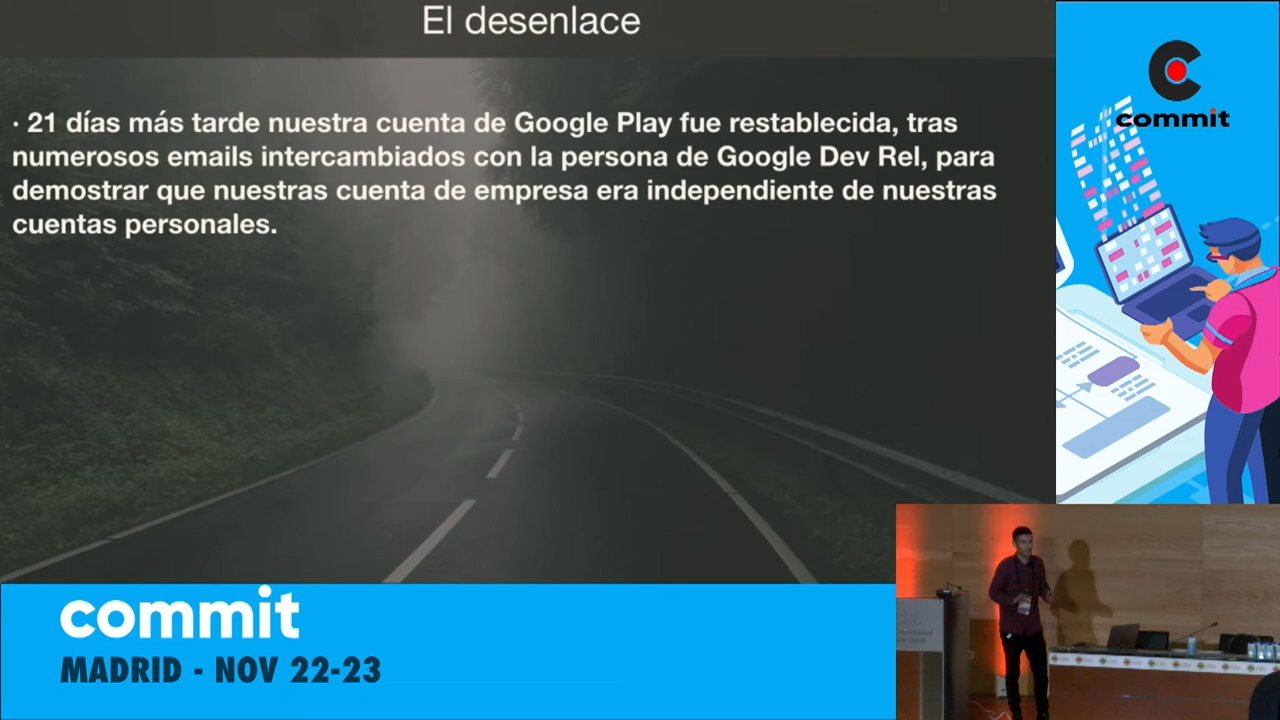 El desenlace
· 21 días más tarde nuestra cuenta de Google Play fue restablecida, tras
numerosos emails intercambiados con la persona de Google Dev Rel, para
demostrar que nuestras cuenta de empresa era independiente de nuestras
cuentas personales.
commit
commit
MADRID - NOV 22-23